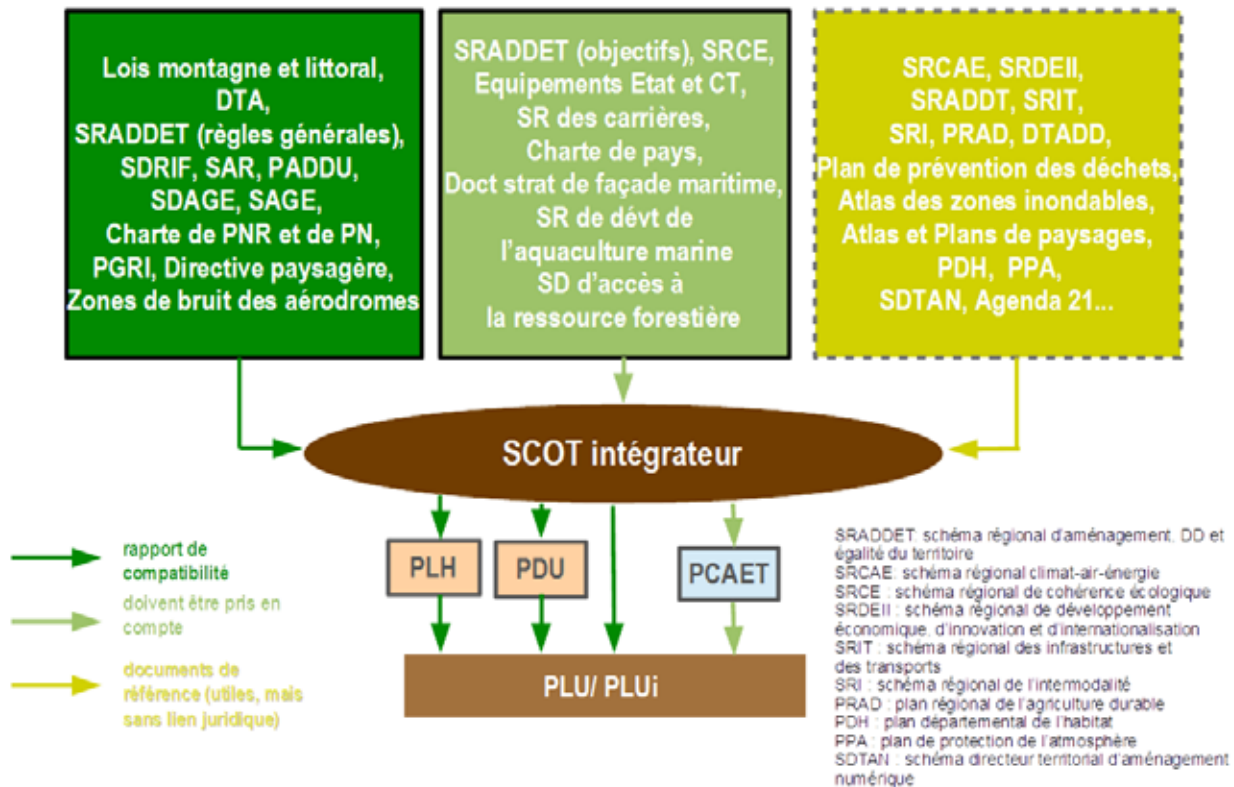 Lois montagne et littoral,
DTA,
SRADDET (règles générales),
SDRIF, SAR, PADDU,
SDAGE, SAGE,
Charte de PNR et de PN,
PGRI, Directive paysagère,
Zones de bruit des aérodromes
SRADDET (objectifs), SRCE,
Equipements Etat et CT,
SR des carrières,
Charte de pays,
Doct strat de façade maritime,
SR de dévt de
l'aquaculture marine
SD d'accès à
la ressource forestière
SRCAE, SRDEII,
SRADDT, SRIT,
SRI, PRAD, DTADD,
Plan de prévention des déchets,
Atlas des zones inondables,
Atlas et Plans de paysages,
PDH, PPA,
SDTAN, Agenda 21...
SCOT intégrateur
rapport de
compatibilité
doivent être pris en
compte
documents de
référence (utiles, mais
sans lien juridique)
PLH
PDU
PCAET
PLU/ PLUi
SRADDET: schéma régional d'aménagement, DD et
égalité du territoire
SRCAE: schéma régional climat-air-énergie
SRCE : schéma régional de cohérence écologique
SRDEII : schéma régional de développement
économique, d'innovation et d'internationalisation
SRIT : schéma régional des infrastructures et
des transports
SRI : schéma régional de l'intermodalité
PRAD : plan régional de l'agriculture durable
PDH : plan départemental de l'habitat
PPA : plan de protection de l'atmosphère
SDTAN : schéma directeur territorial d'aménagement
numérique